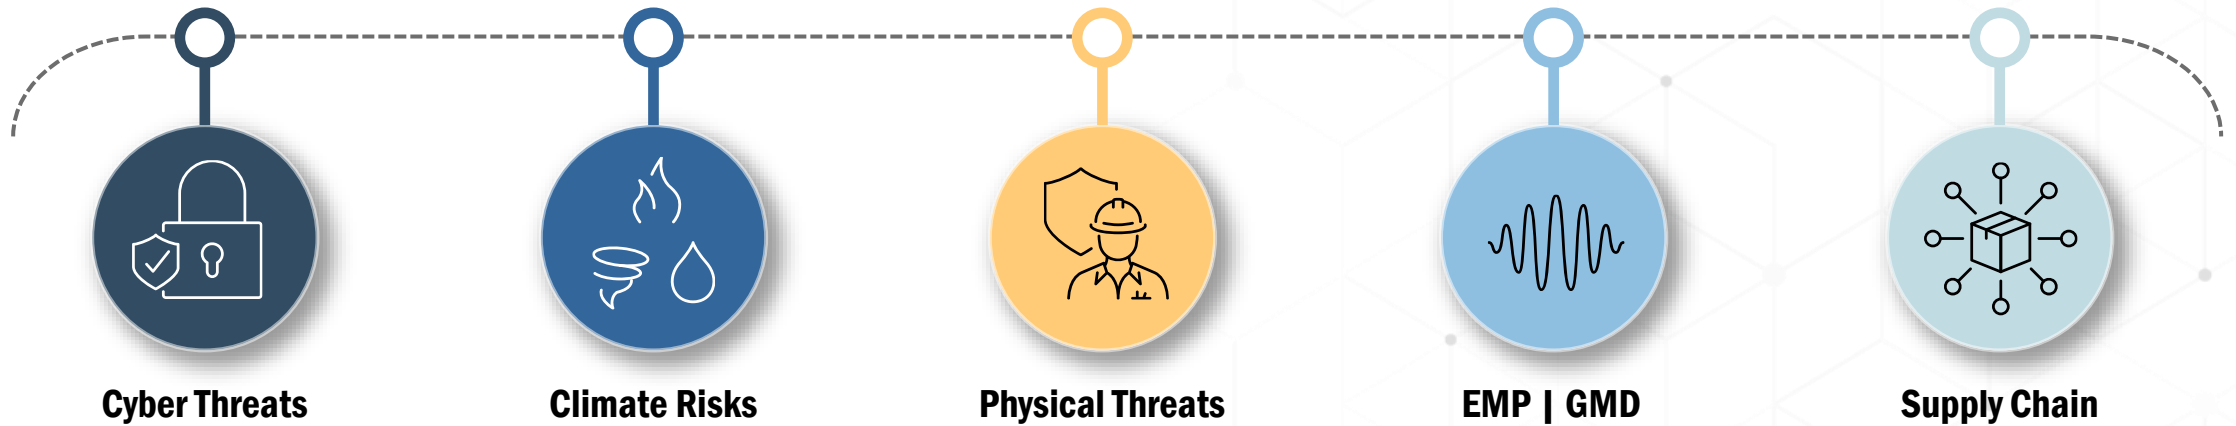 Cyber Threats
Climate Risks
Physical Threats
EMP | GMD
Supply Chain